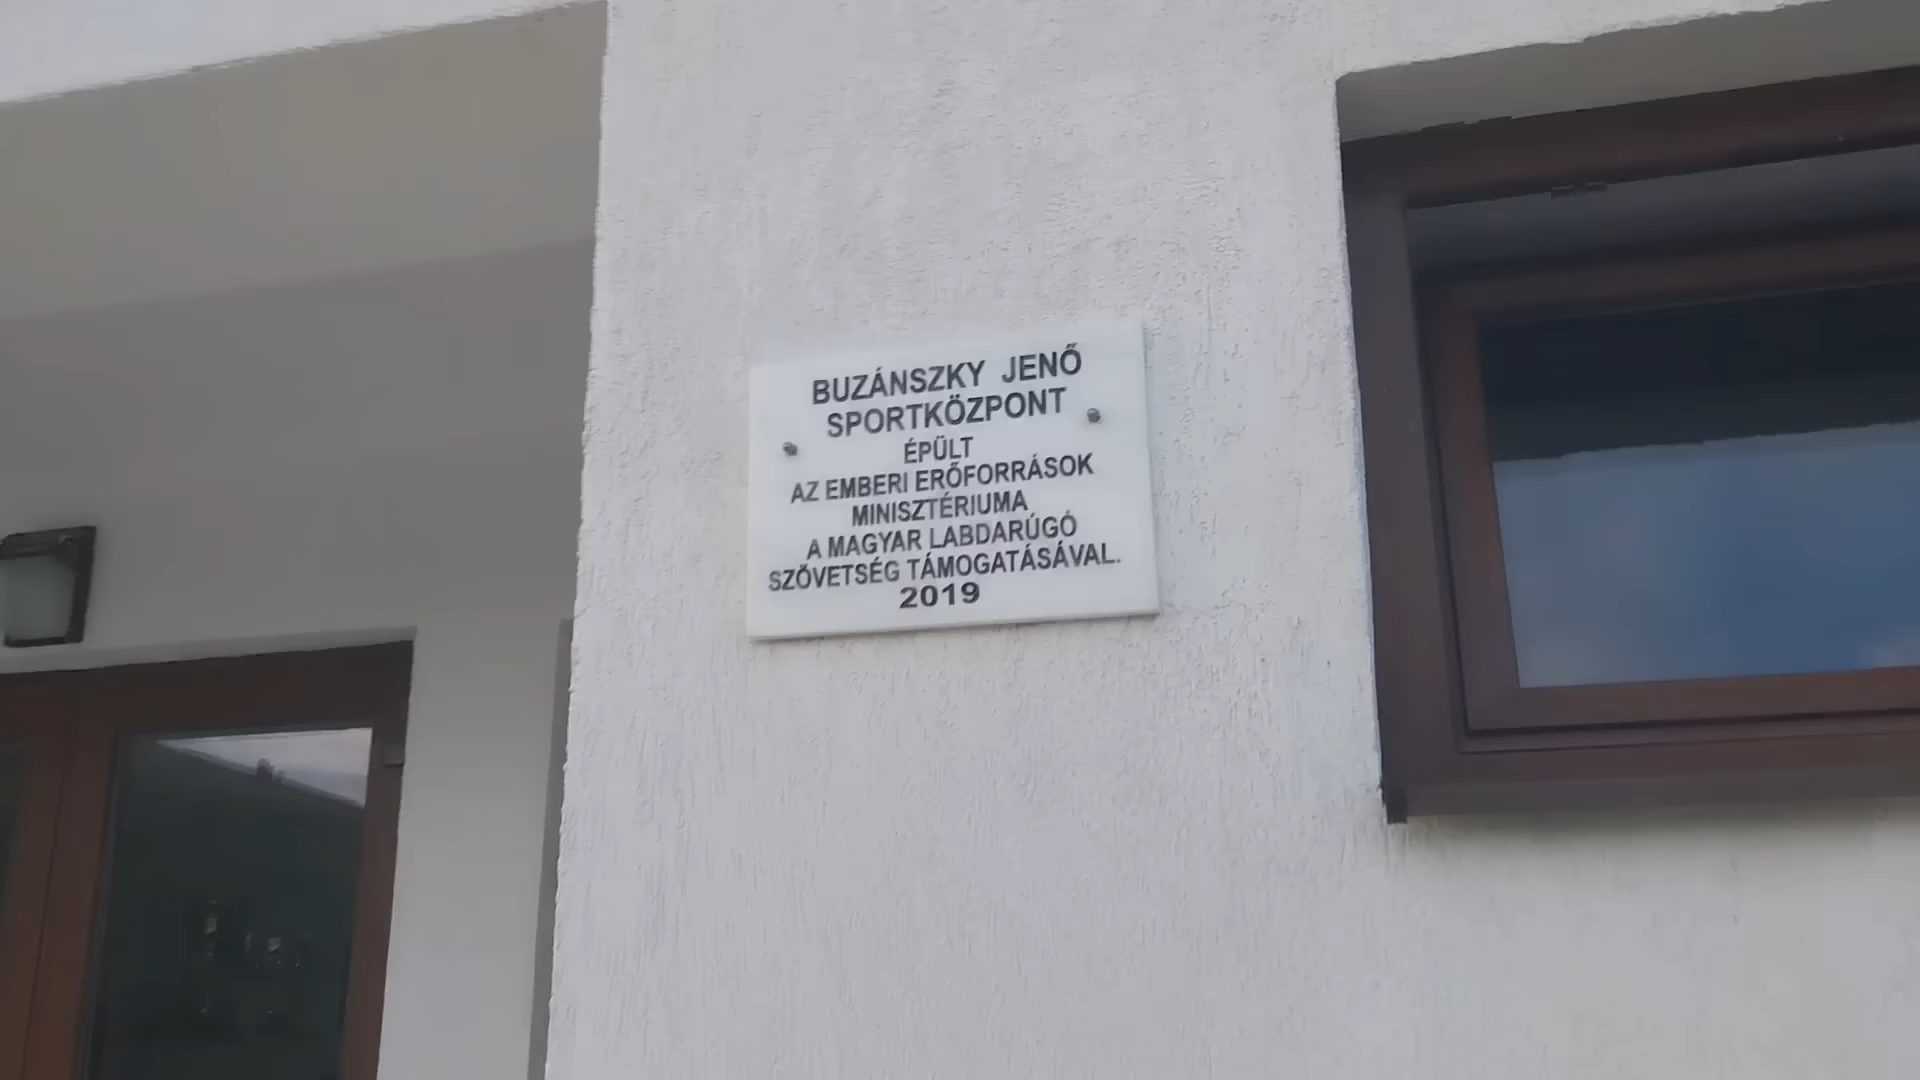 BUZÁNSZKY JENŐ
SPORTKÖZPONT
ÉPÜLT
AZ EMBERI ERŐFORRÁSOK
MINISZTÉRIUMA
A MAGYAR LABDARÚGÓ
SZÖVETSÉG TÁMOGATÁSÁVAL.
2019